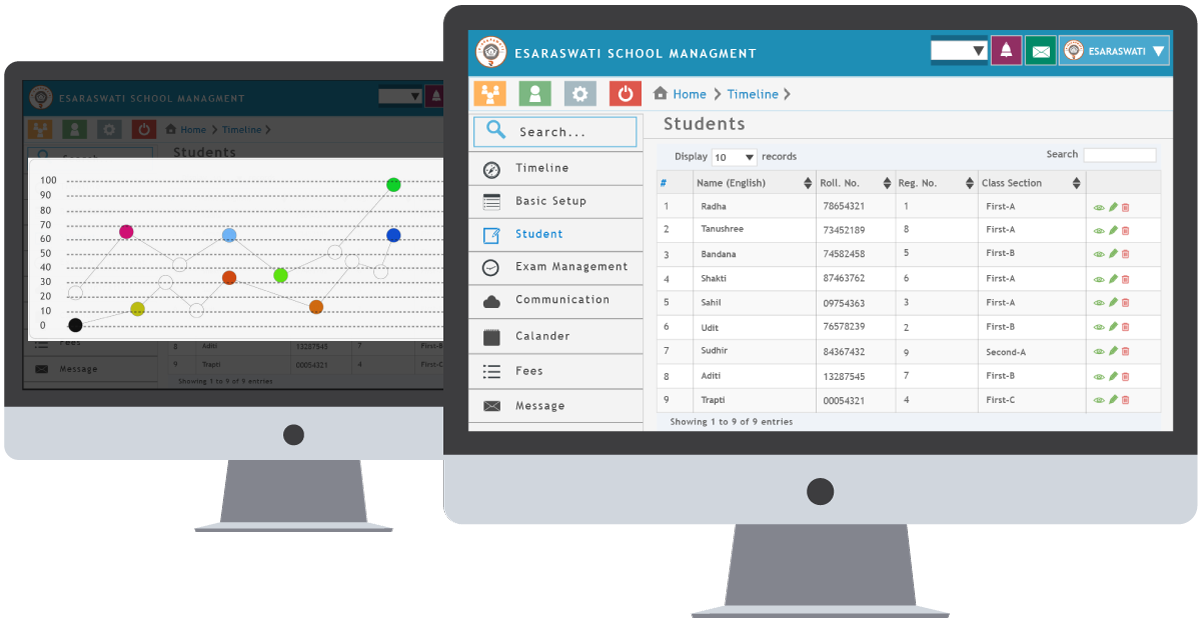 ESARASWATI SCHOOL MANAGMENT
Home > Timeline >
Students
100
90
80
70
60
50
40
30
20
10
0
Fees
8 Aditi 13287545 7 First-B
Message
9 Trapti 00054321 4 First-C
Showing 1 to 9 of 9 entries
ESARASWATI SCHOOL MANAGMENT
ESARASWATI
Home > Timeline >
Search...
Students
Display 10 records
Search
Timeline
Basic Setup
Student
Exam Management
Communication
Calander
Fees
Message
# Name (English) Roll. No. Reg. No. Class Section
1 Radha 78654321 1 First-A
2 Tanushree 73452189 8 First-A
3 Bandana 74582458 5 First-B
4 Shakti 87463762 6 First-A
5 Sahil 09754363 3 First-A
6 Udit 76578239 2 First-B
7 Sudhir 84367432 9 Second-A
8 Aditi 13287545 7 First-B
9 Trapti 00054321 4 First-C
Showing 1 to 9 of 9 entries